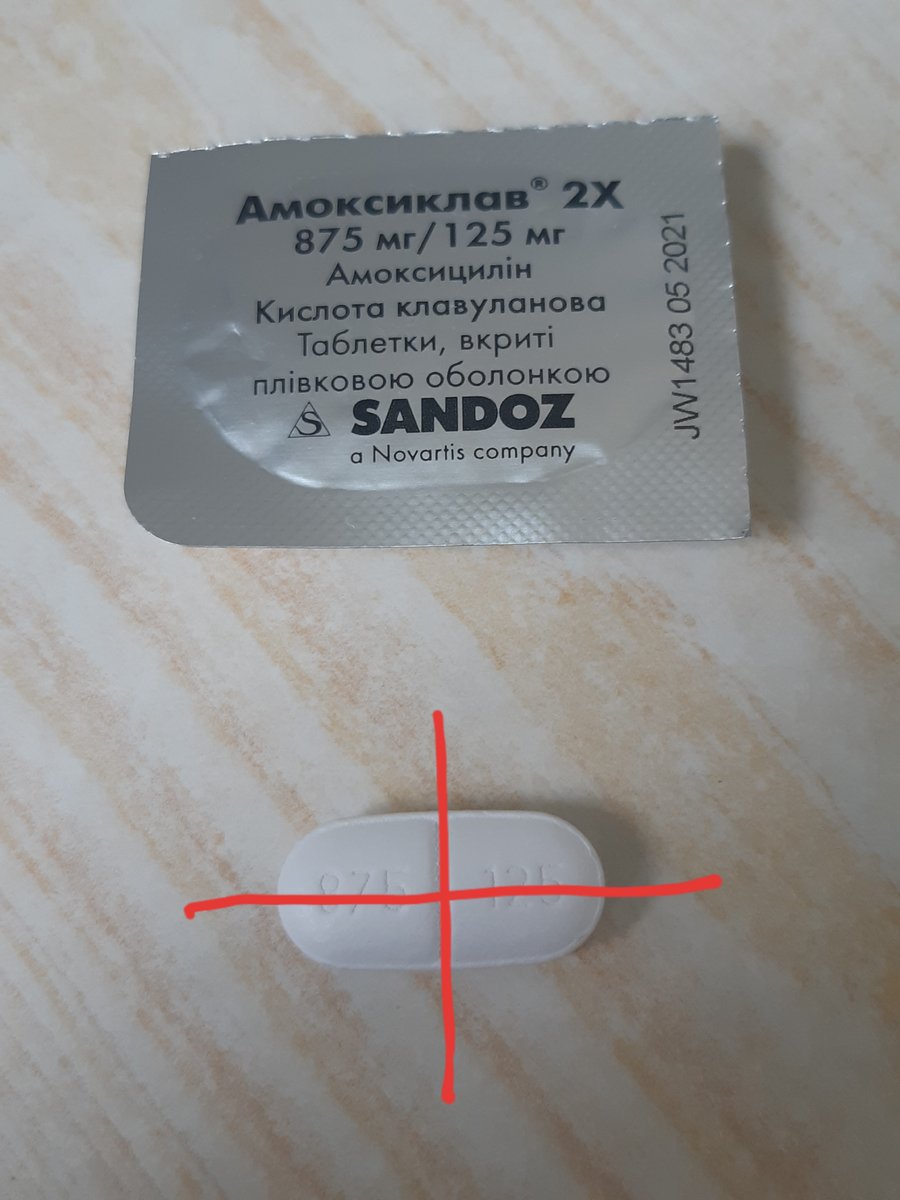 Амоксиклав® 2X
875 мг/125 мг
Амоксицилін
Кислота клавуланова
Таблетки, вкриті
плівковою оболонкою
S SANDOZ
a Novartis company
JW1483 05 2021
875 125